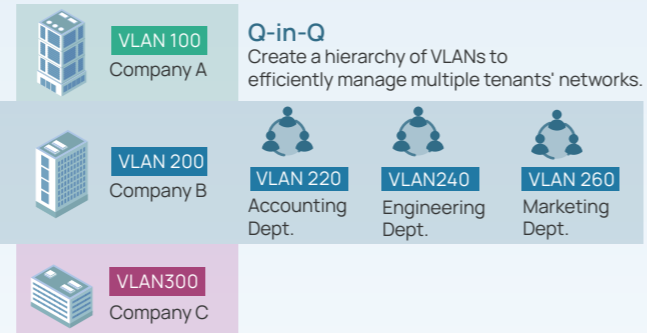 VLAN 100
Company A
Q-in-Q
Create a hierarchy of VLANs to
efficiently manage multiple tenants' networks.
VLAN 200
Company B
VLAN 220
Accounting
Dept.
VLAN240
Engineering
Dept.
VLAN 260
Marketing
Dept.
VLAN300
Company C